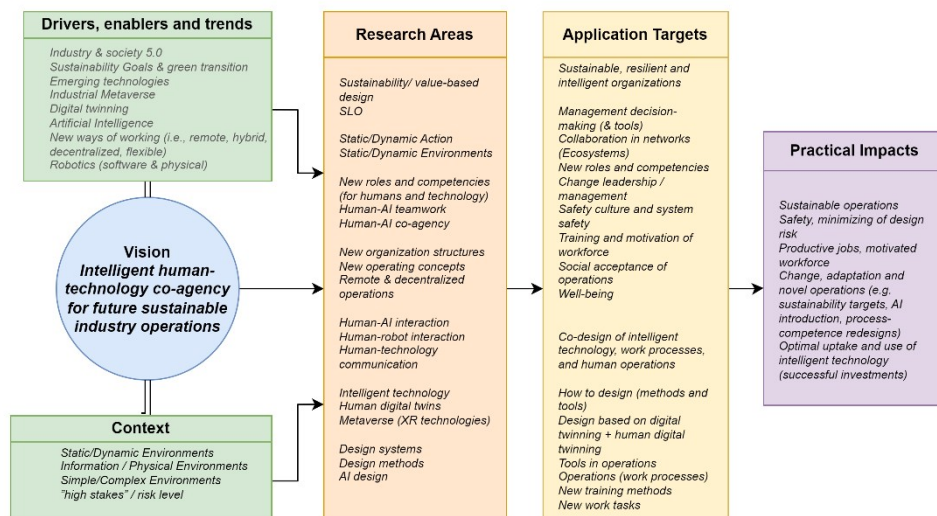 Drivers, enablers and trends
Industry & society 5.0
Sustainability Goals & green transition
Emerging technologies
Industrial Metaverse
Digital twinning
Artificial Intelligence
New ways of working (i.e., remote, hybrid,
decentralized, flexible)
Robotics (software & physical)
Vision
Intelligent human-
technology co-agency
for future sustainable
industry operations
Context
Static/Dynamic Environments
Information / Physical Environments
Simple/Complex Environments
"high stakes" / risk level
Research Areas
Sustainability/ value-based
design
SLO
Static/Dynamic Action
Static/Dynamic Environments
New roles and competencies
(for humans and technology)
Human-AI teamwork
Human-AI co-agency
New organization structures
New operating concepts
Remote & decentralized
operations
Human-AI interaction
Human-robot interaction
Human-technology
communication
Intelligent technology
Human digital twins
Metaverse (XR technologies)
Design systems
Design methods
AI design
Application Targets
Sustainable, resilient and
intelligent organizations
Management decision-
making (& tools)
Collaboration in networks
(Ecosystems)
New roles and competencies
Change leadership /
management
Safety culture and system
safety
Training and motivation of
workforce
Social acceptance of
operations
Well-being
Co-design of intelligent
technology, work processes,
and human operations
How to design (methods and
tools)
Design based on digital
twinning + human digital
twinning
Tools in operations
Operations (work processes)
New training methods
New work tasks
Practical Impacts
Sustainable operations
Safety, minimizing of design
risk
Productive jobs, motivated
workforce
Change, adaptation and
novel operations (e.g.
sustainability targets, AI
introduction, process-
competence redesigns)
Optimal uptake and use of
intelligent technology
(successful investments)